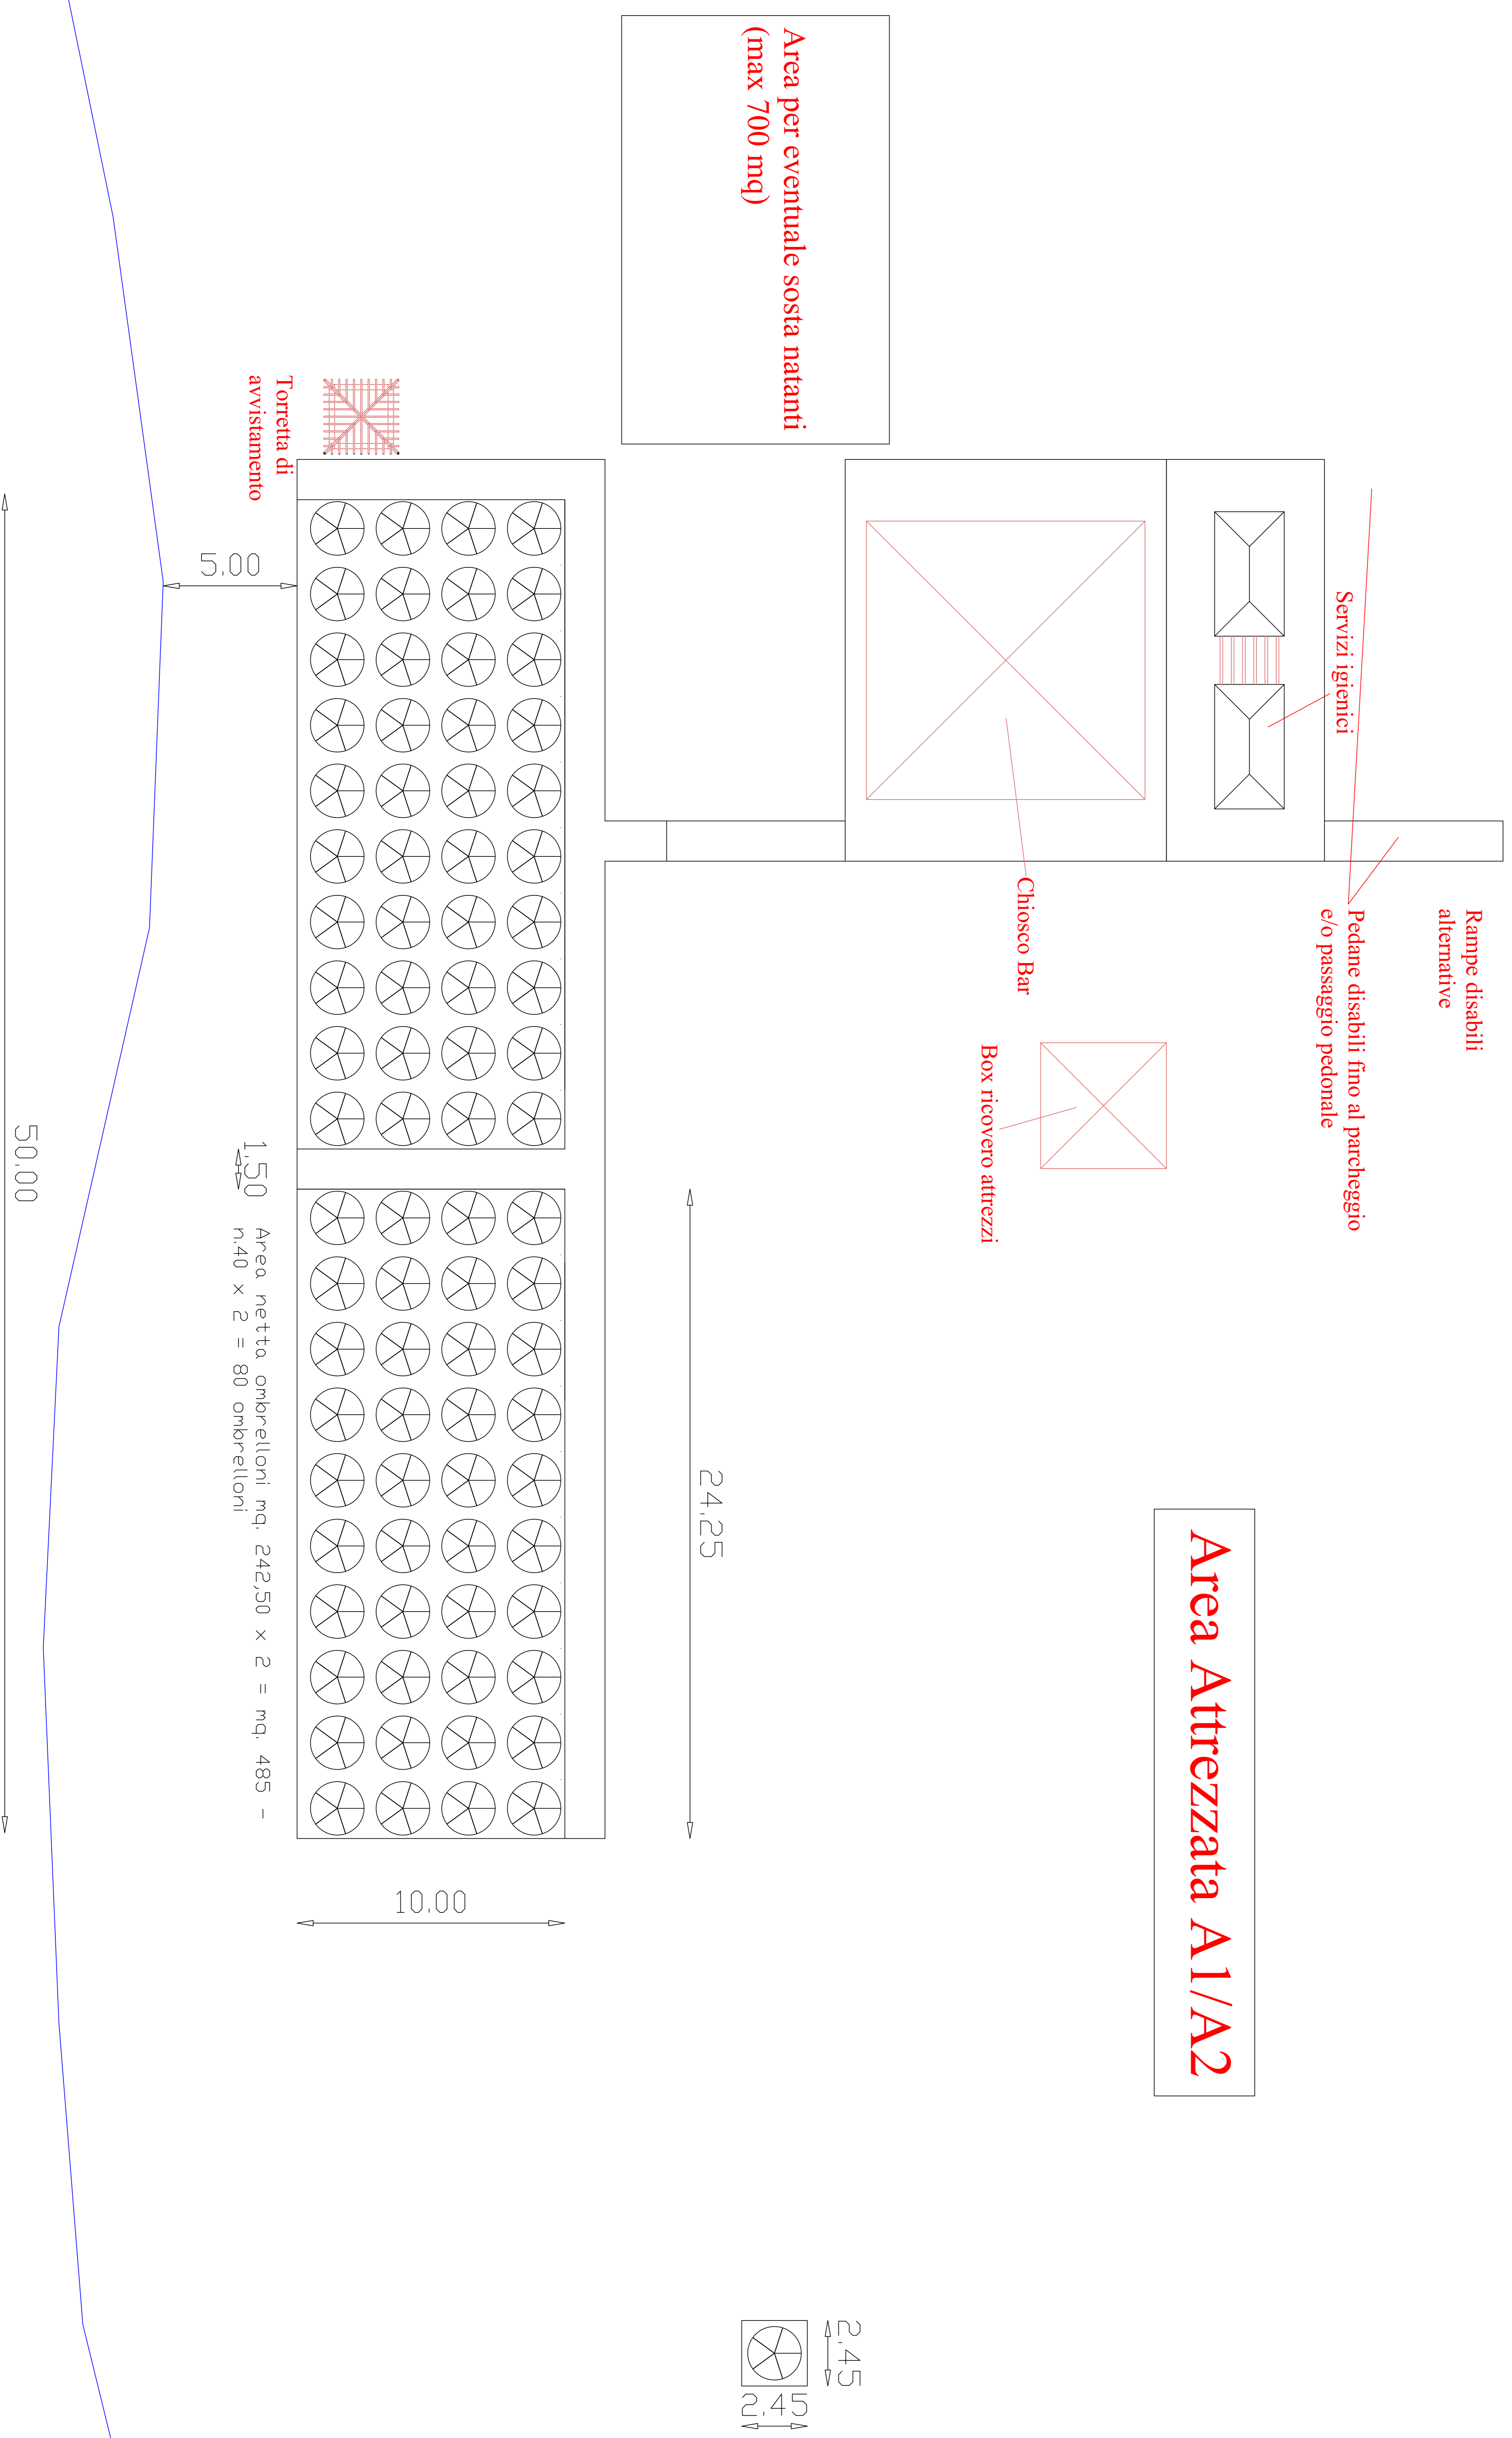 Rampe disabili
alternative
Pedane disabili fino al parcheggio
e/o passaggio pedonale
Servizi igienici
Area Attrezzata A1/A2
Chiosco Bar
Box ricovero attrezzi
Area per eventuale sosta natanti
(max 700 mq)
2.45
2.45
24.25
10.00
Torretta di
avvistamento
5.00
1.50
Area netta ombrelloni mq. 242,50 x 2 = mq. 485 -
n.40 x 2 = 80 ombrelloni
50.00